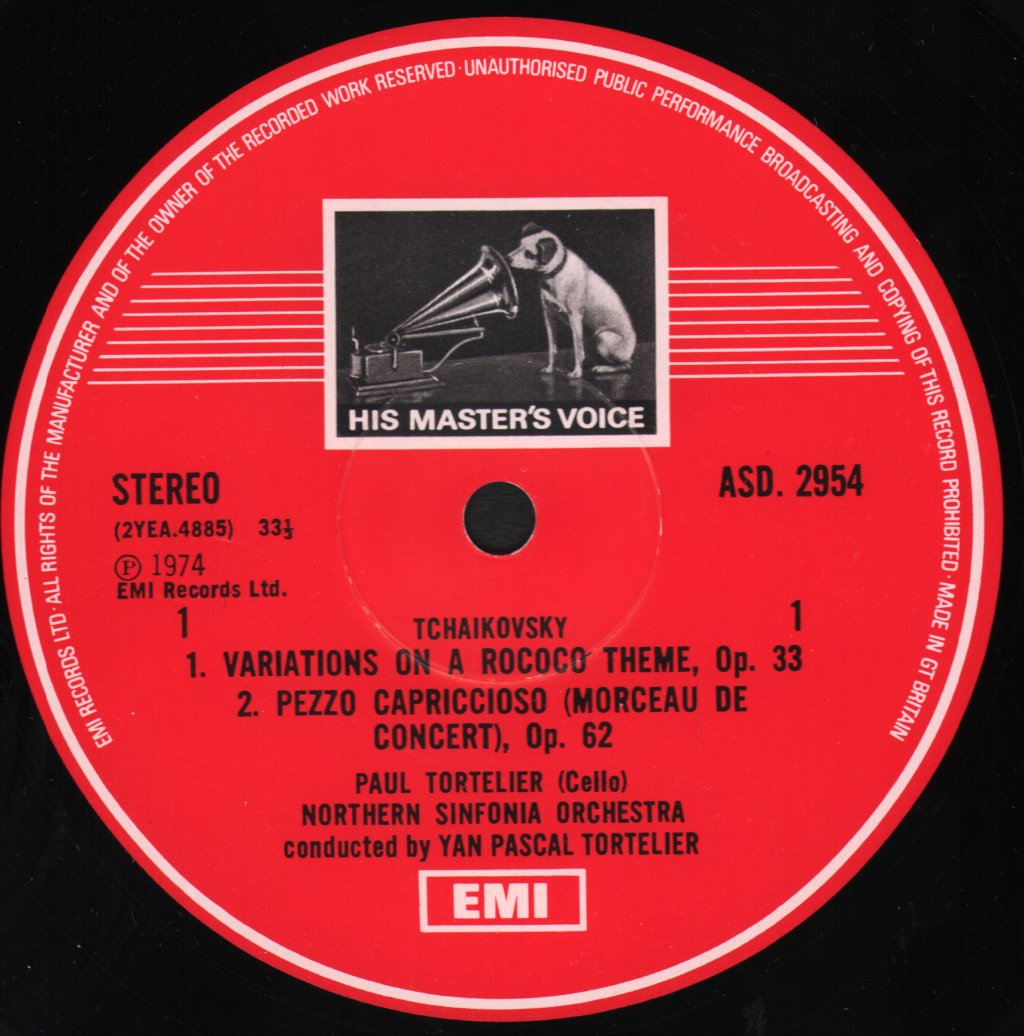 EMI RECORDS LTD · ALL RIGHTS OF THE MANUFACTURER AND OF THE OWNER OF THE RECORDED WORK RESERVED · UNAUTHORISED PUBLIC PERFORMANCE BROADCASTING AND COPYING OF THIS RECORD PROHIBITED · MADE IN GT BRITAIN
HIS MASTER'S VOICE
STEREO
ASD. 2954
(2YEA.4885) 33⅓
Ⓟ 1974
EMI Records Ltd.
1 1
TCHAIKOVSKY
1. VARIATIONS ON A ROCOCO THEME, Op. 33
2. PEZZO CAPRICCIOSO (MORCEAU DE
CONCERT), Op. 62
PAUL TORTELIER (Cello)
NORTHERN SINFONIA ORCHESTRA
conducted by YAN PASCAL TORTELIER
EMI